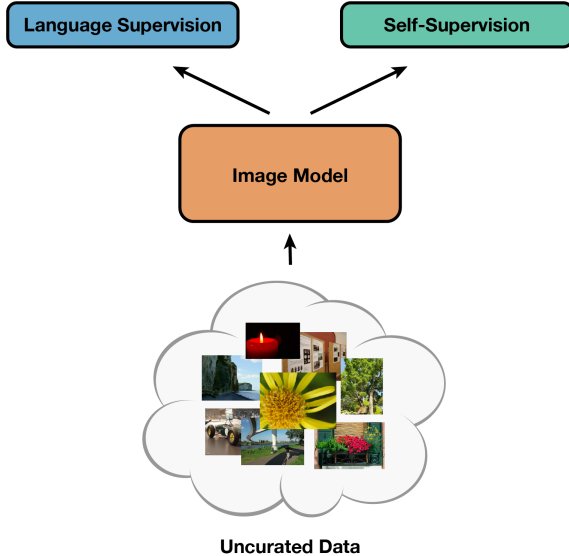 Language Supervision
Self-Supervision
Image Model
Uncurated Data